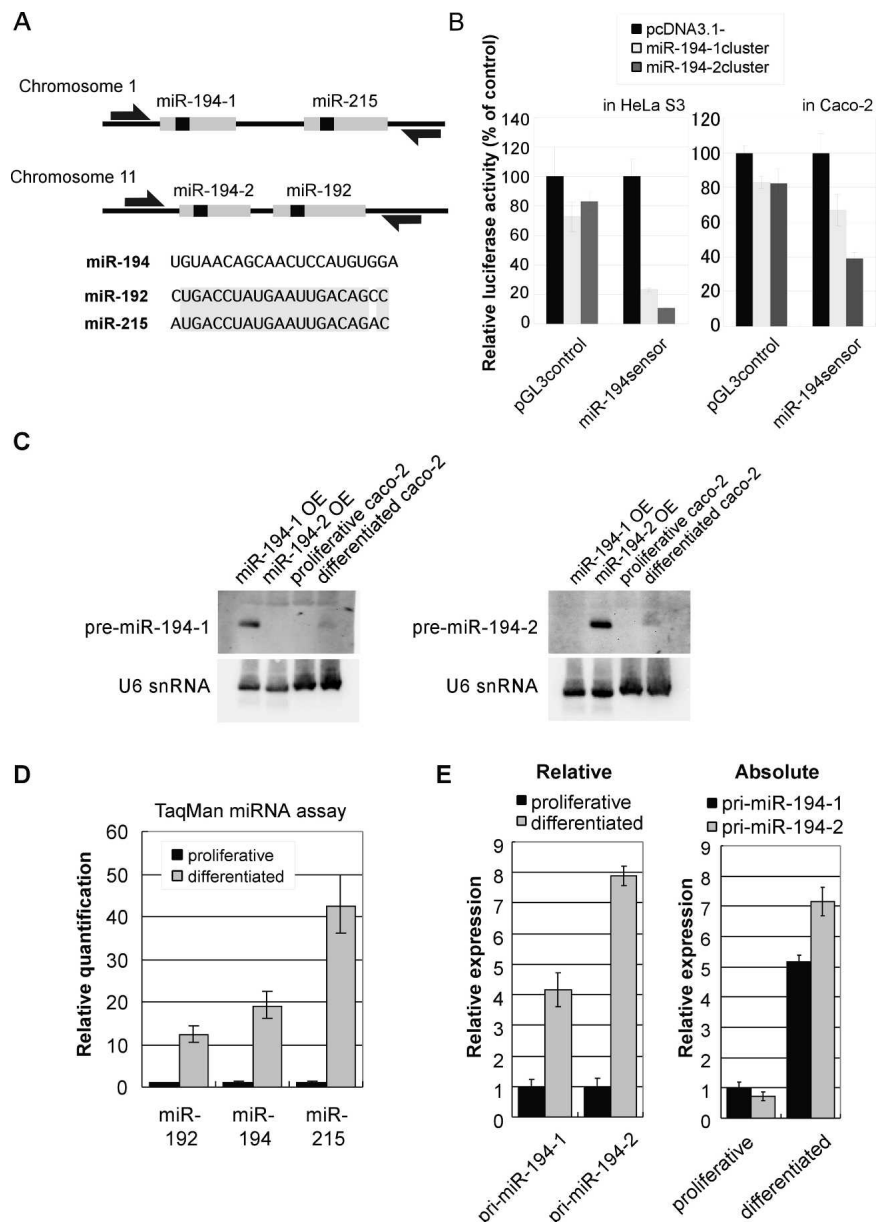 A
Chromosome 1
miR-194-1 miR-215
Chromosome 11
miR-194-2 miR-192
miR-194 UGUAACAGCAACUCCAUGUGGA
miR-192 CUGACCUAUGAAUUGACAGCC
miR-215 AUGACCUAUGAAUUGACAGAC
B
pcDNA3.1-
miR-194-1cluster
miR-194-2cluster
Relative luciferase activity (% of control)
in HeLa S3
140
120
100
80
60
40
20
0
pGL3control
miR-194sensor
in Caco-2
120
100
80
60
40
20
0
pGL3control
miR-194sensor
C
miR-194-1 OE
miR-194-2 OE
proliferative caco-2
differentiated caco-2
pre-miR-194-1
U6 snRNA
miR-194-1 OE
miR-194-2 OE
proliferative caco-2
differentiated caco-2
pre-miR-194-2
U6 snRNA
D
TaqMan miRNA assay
proliferative
differentiated
Relative quantification
60
50
40
30
20
10
0
miR-192
miR-194
miR-215
E
Relative
proliferative
differentiated
Relative expression
9
8
7
6
5
4
3
2
1
0
pri-miR-194-1
pri-miR-194-2
Absolute
pri-miR-194-1
pri-miR-194-2
Relative expression
9
8
7
6
5
4
3
2
1
0
proliferative
differentiated